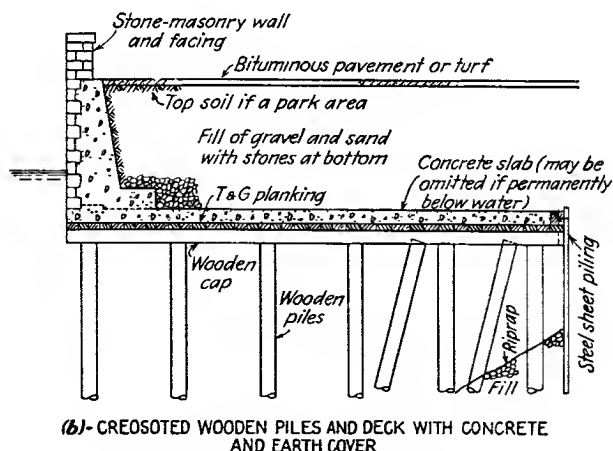 Stone-masonry wall
and facing
Bituminous pavement or turf
Top soil if a park area
Fill of gravel and sand
with stones at bottom
Concrete slab (may be
omitted if permanently
below water)
T&G planking
Wooden
cap
Wooden
piles
Riprap
Fill
Steel sheet piling
(b)- CREOSOTED WOODEN PILES AND DECK WITH CONCRETE
AND EARTH COVER